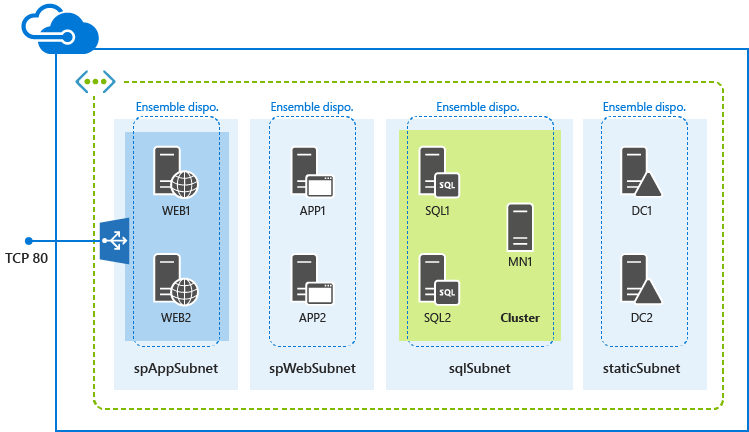 Ensemble dispo.
Ensemble dispo.
Ensemble dispo.
Ensemble dispo.
WEB1
APP1
SQL
SQL1
DC1
MN1
TCP 80
WEB2
APP2
SQL
SQL2
Cluster
DC2
spAppSubnet
spWebSubnet
sqlSubnet
staticSubnet